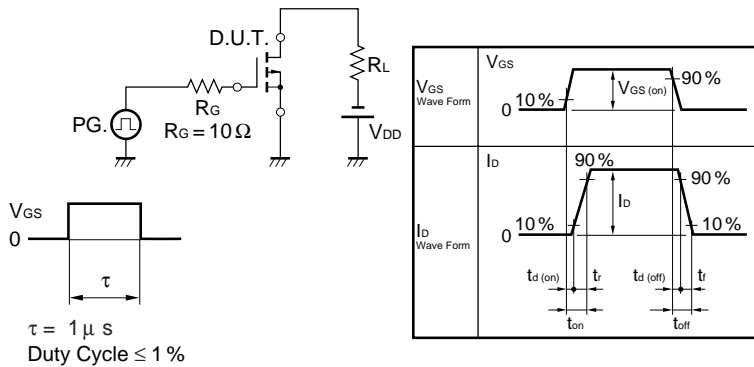 D.U.T.
RL
RG
PG.
RG = 10 Ω
VDD
VGS
0
τ
τ = 1 μ s
Duty Cycle ≤ 1 %
VGS
Wave Form
VGS
VGS (on)
90 %
10 %
0
ID
Wave Form
ID
90 %
90 %
ID
10 %
10 %
0
td (on)
tr
td (off)
tf
ton
toff